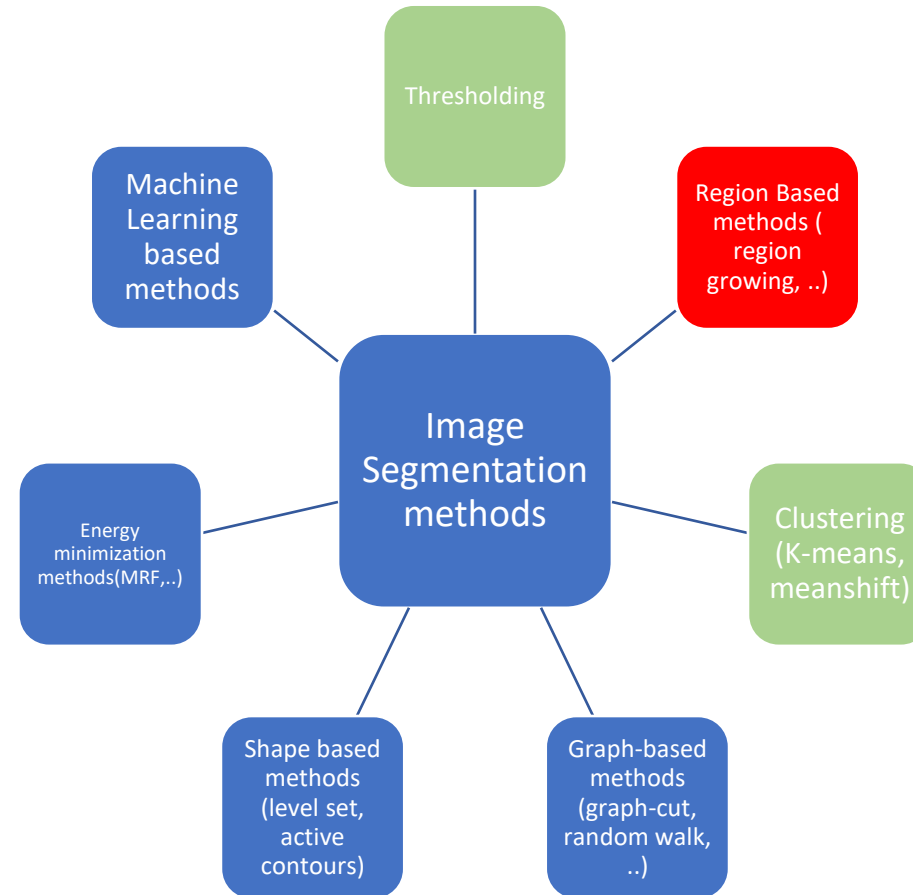 Thresholding
Machine
Learning
based
methods
Region Based
methods (
region
growing, ..)
Image
Segmentation
methods
Energy
minimization
methods(MRF,..)
Clustering
(K-means,
meanshift)
Shape based
methods
(level set,
active
contours)
Graph-based
methods
(graph-cut,
random walk,
..)